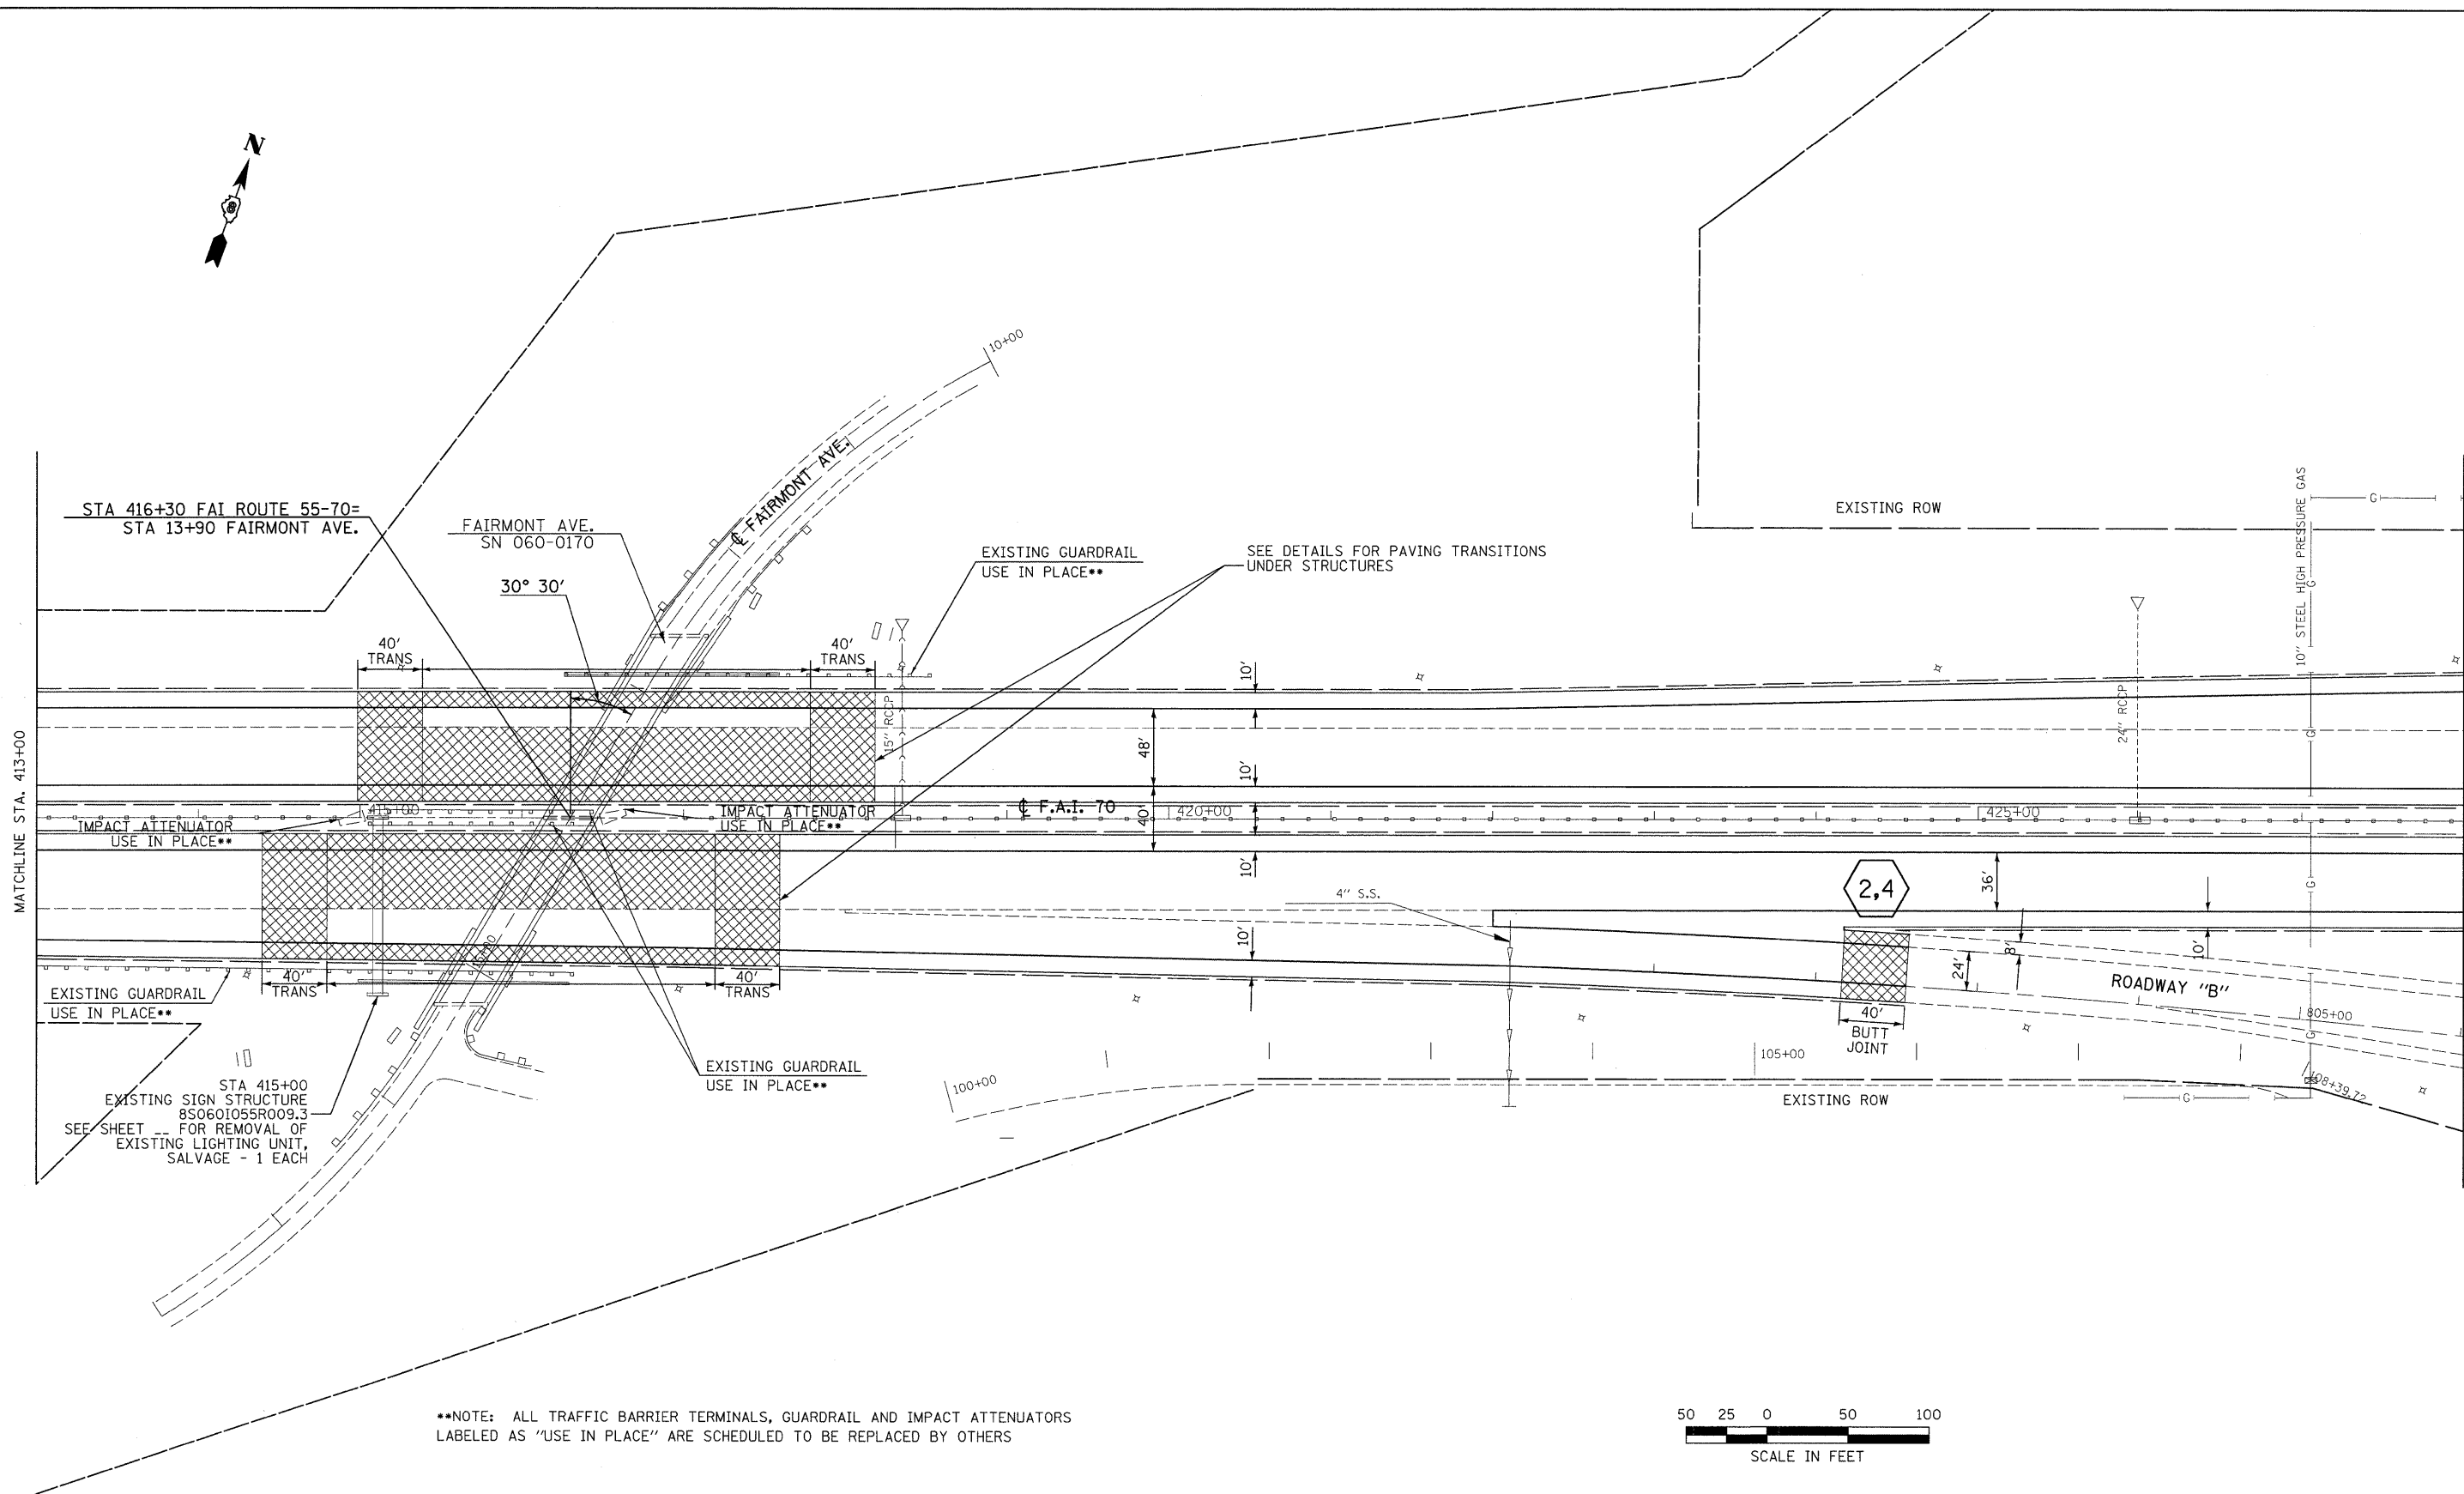 N
8
10+00
℄ FAIRMONT AVE.
STA 416+30 FAI ROUTE 55-70=
STA 13+90 FAIRMONT AVE.
FAIRMONT AVE.
SN 060-0170
30° 30'
EXISTING GUARDRAIL
USE IN PLACE**
SEE DETAILS FOR PAVING TRANSITIONS
UNDER STRUCTURES
EXISTING ROW
10" STEEL HIGH PRESSURE GAS
G
G
G
G
G
40'
TRANS
40'
TRANS
15" RCCP
24" RCCP
10'
48'
10'
40'
10'
MATCHLINE STA. 413+00
415+00
IMPACT ATTENUATOR
USE IN PLACE**
IMPACT ATTENUATOR
USE IN PLACE**
℄ F.A.I. 70
420+00
425+00
2,4
36'
4" S.S.
10'
24'
8'
10'
ROADWAY "B"
805+00
15+00
40'
TRANS
40'
TRANS
EXISTING GUARDRAIL
USE IN PLACE**
40'
BUTT
JOINT
STA 415+00
EXISTING SIGN STRUCTURE
8S060I055R009.3
SEE SHEET __ FOR REMOVAL OF
EXISTING LIGHTING UNIT,
SALVAGE - 1 EACH
EXISTING GUARDRAIL
USE IN PLACE**
100+00
105+00
108+39.72
EXISTING ROW
G
**NOTE: ALL TRAFFIC BARRIER TERMINALS, GUARDRAIL AND IMPACT ATTENUATORS
LABELED AS "USE IN PLACE" ARE SCHEDULED TO BE REPLACED BY OTHERS
50 25 0 50 100
SCALE IN FEET